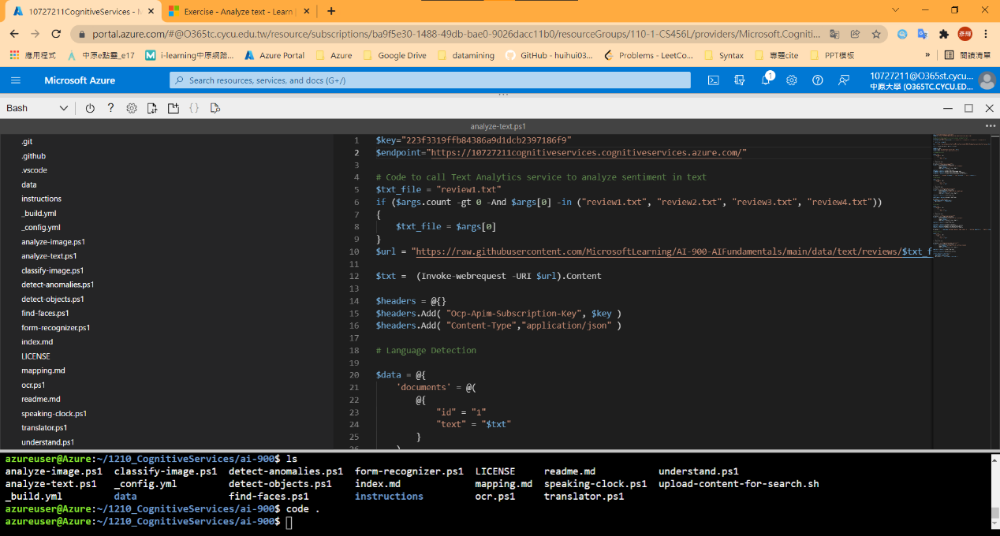 10727211CognitiveServices - M
Exercise - Analyze text - Learn
portal.azure.com/#@O365tc.cycu.edu.tw/resource/subscriptions/ba9f5e30-1488-49db-bae0-9026dacc11b0/resourceGroups/110-1-CS456L/providers/Microsoft.Cogniti...
應用程式 中原e點靈_e17 i-learning中原網路... Azure Portal Azure Google Drive datamining GitHub - huihui03... Problems - LeetCo... Syntax 專題cite PPT模板 » 閱讀清單
Microsoft Azure Search resources, services, and docs (G+/) 1 10727211@O365st.cycu...
中原大學 (O365TC.CYCU.ED...
Bash
analyze-text.ps1
.git
.github
.vscode
data
instructions
_build.yml
_config.yml
analyze-image.ps1
analyze-text.ps1
classify-image.ps1
detect-anomalies.ps1
detect-objects.ps1
find-faces.ps1
form-recognizer.ps1
index.md
LICENSE
mapping.md
ocr.ps1
readme.md
speaking-clock.ps1
translator.ps1
understand.ps1
1 $key="223f3319ffb84386a9d1dcb2397186f9"
2 $endpoint="https://10727211cognitiveservices.cognitiveservices.azure.com/"
3
4 # Code to call Text Analytics service to analyze sentiment in text
5 $txt_file = "review1.txt"
6 if ($args.count -gt 0 -And $args[0] -in ("review1.txt", "review2.txt", "review3.txt", "review4.txt"))
7 {
8 $txt_file = $args[0]
9 }
10 $url = "https://raw.githubusercontent.com/MicrosoftLearning/AI-900-AIFundamentals/main/data/text/reviews/$txt_f
11
12 $txt = (Invoke-webrequest -URI $url).Content
13
14 $headers = @{}
15 $headers.Add( "Ocp-Apim-Subscription-Key", $key )
16 $headers.Add( "Content-Type","application/json" )
17
18 # Language Detection
19
20 $data = @{
21 'documents' = @(
22 @{
23 "id" = "1"
24 "text" = "$txt"
25 }
26 )
azureuser@Azure:~/1210_CognitiveServices/ai-900$ ls
analyze-image.ps1 classify-image.ps1 detect-anomalies.ps1 form-recognizer.ps1 LICENSE readme.md understand.ps1
analyze-text.ps1 _config.yml detect-objects.ps1 index.md mapping.md speaking-clock.ps1 upload-content-for-search.sh
_build.yml data find-faces.ps1 instructions ocr.ps1 translator.ps1
azureuser@Azure:~/1210_CognitiveServices/ai-900$ code .
azureuser@Azure:~/1210_CognitiveServices/ai-900$